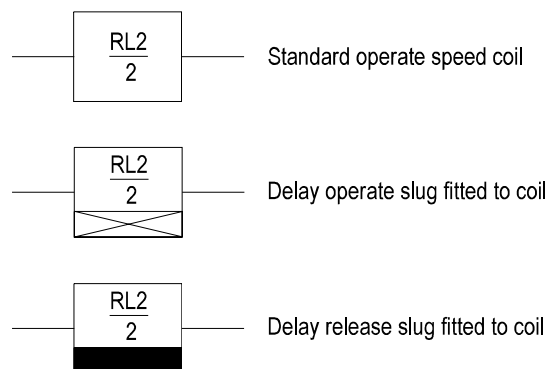 RL2
2
Standard operate speed coil
RL2
2
Delay operate slug fitted to coil
RL2
2
Delay release slug fitted to coil